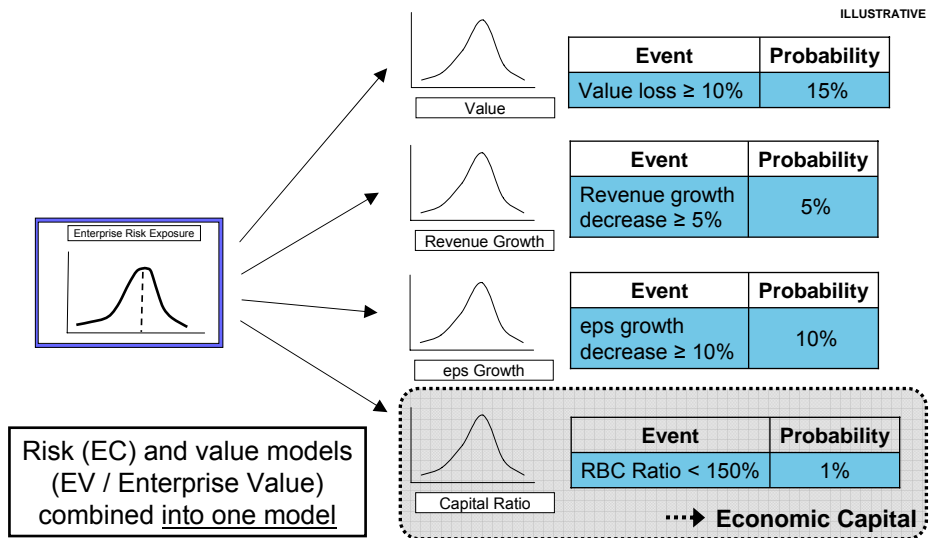 ILLUSTRATIVE
Event Probability
Value loss ≥ 10% 15%
Value
Event Probability
Revenue growth
decrease ≥ 5%
5%
Revenue Growth
Enterprise Risk Exposure
Event Probability
eps growth
decrease ≥ 10%
10%
eps Growth
Event Probability
RBC Ratio < 150% 1%
Capital Ratio
Economic Capital
Risk (EC) and value models
(EV / Enterprise Value)
combined into one model